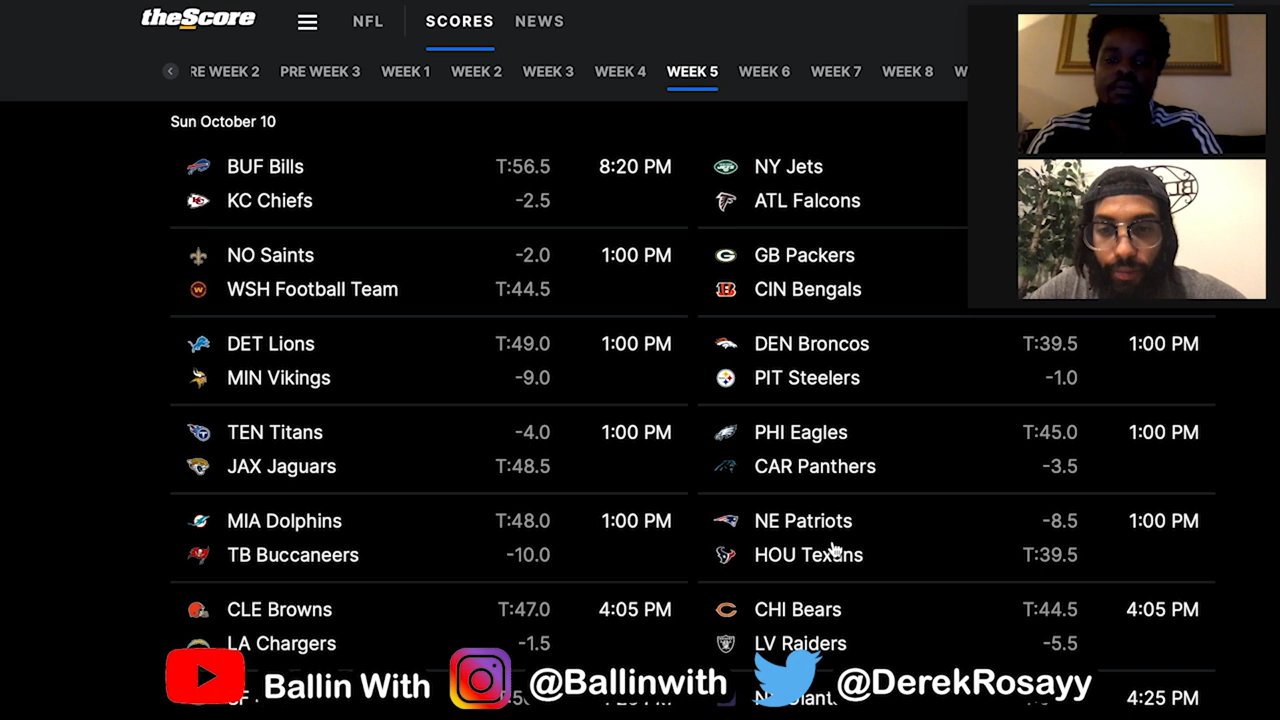 theScore NFL SCORES NEWS
RE WEEK 2 PRE WEEK 3 WEEK 1 WEEK 2 WEEK 3 WEEK 4 WEEK 5 WEEK 6 WEEK 7 WEEK 8 W
Sun October 10
BUF Bills T:56.5 8:20 PM
KC Chiefs -2.5
NY Jets
ATL Falcons
NO Saints -2.0 1:00 PM
WSH Football Team T:44.5
GB Packers
CIN Bengals
DET Lions T:49.0 1:00 PM
MIN Vikings -9.0
DEN Broncos T:39.5 1:00 PM
PIT Steelers -1.0
TEN Titans -4.0 1:00 PM
JAX Jaguars T:48.5
PHI Eagles T:45.0 1:00 PM
CAR Panthers -3.5
MIA Dolphins T:48.0 1:00 PM
TB Buccaneers -10.0
NE Patriots -8.5 1:00 PM
HOU Texans T:39.5
CLE Browns T:47.0 4:05 PM
LA Chargers -1.5
CHI Bears T:44.5 4:05 PM
LV Raiders -5.5
4:25 PM
Ballin With @Ballinwith @DerekRosayy